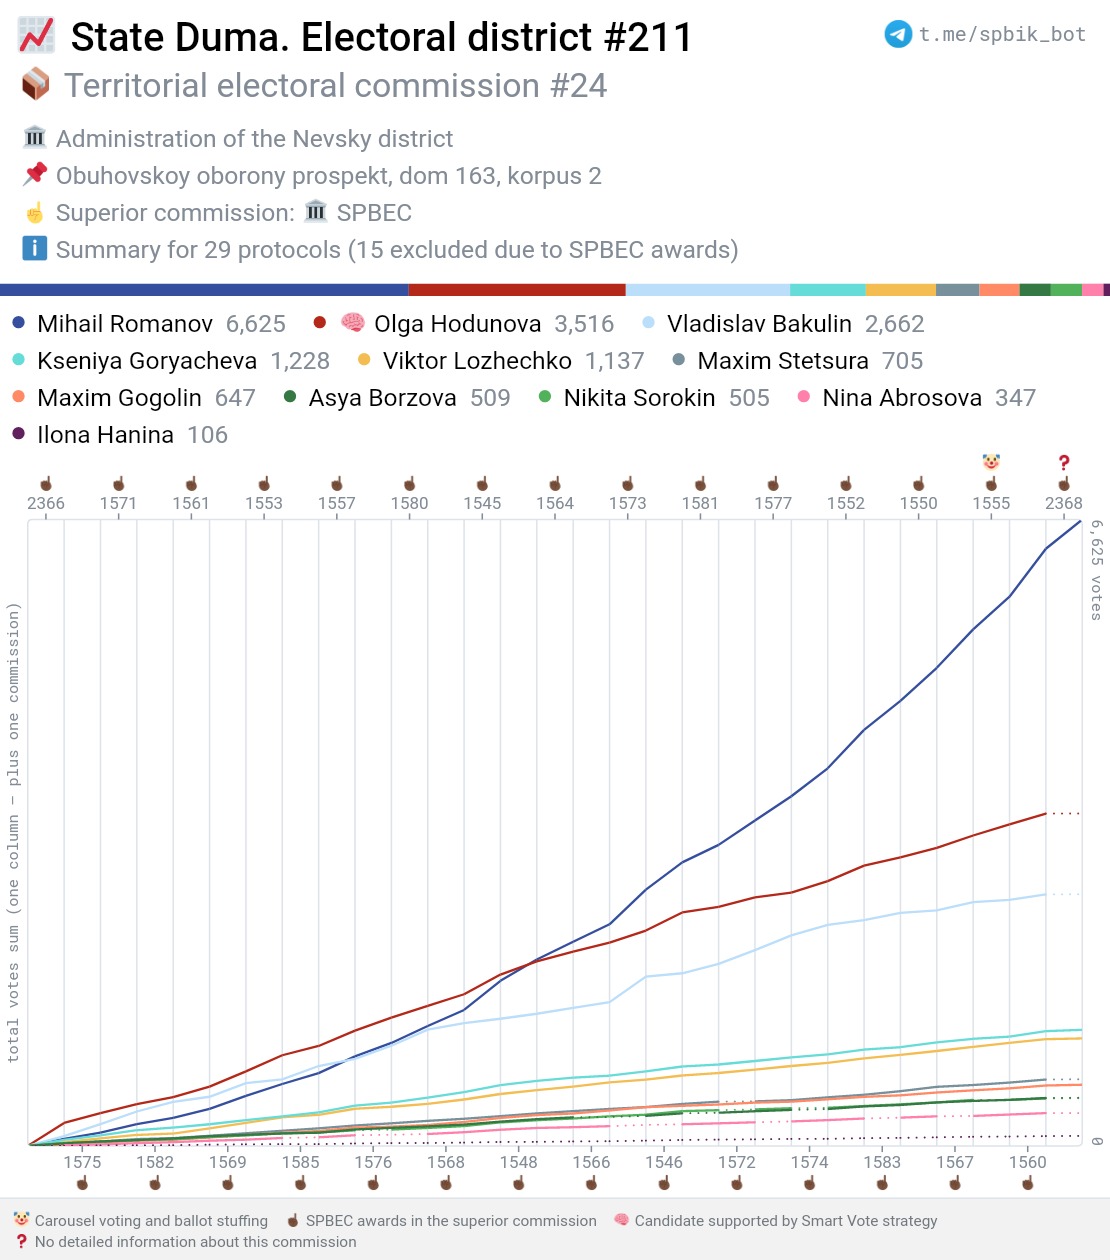 State Duma. Electoral district #211
t.me/spbik_bot
Territorial electoral commission #24
Administration of the Nevsky district
Obuhovskoy oborony prospekt, dom 163, korpus 2
Superior commission: SPBEC
Summary for 29 protocols (15 excluded due to SPBEC awards)
Mihail Romanov 6,625 Olga Hodunova 3,516 Vladislav Bakulin 2,662
Kseniya Goryacheva 1,228 Viktor Lozhechko 1,137 Maxim Stetsura 705
Maxim Gogolin 647 Asya Borzova 509 Nikita Sorokin 505 Nina Abrosova 347
Ilona Hanina 106
2366 1571 1561 1553 1557 1580 1545 1564 1573 1581 1577 1552 1550 1555 2368
6,625 votes
total votes sum (one column – plus one commission)
0
1575 1582 1569 1585 1576 1568 1548 1566 1546 1572 1574 1583 1567 1560
Carousel voting and ballot stuffing SPBEC awards in the superior commission Candidate supported by Smart Vote strategy
No detailed information about this commission